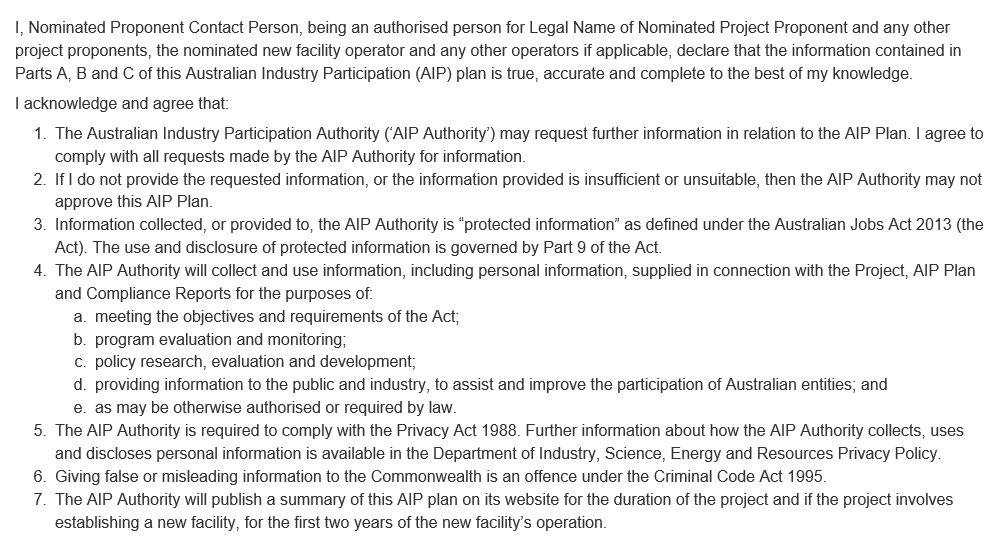 I, Nominated Proponent Contact Person, being an authorised person for Legal Name of Nominated Project Proponent and any other
project proponents, the nominated new facility operator and any other operators if applicable, declare that the information contained in
Parts A, B and C of this Australian Industry Participation (AIP) plan is true, accurate and complete to the best of my knowledge.
I acknowledge and agree that:
1. The Australian Industry Participation Authority (‘AIP Authority’) may request further information in relation to the AIP Plan. I agree to
comply with all requests made by the AIP Authority for information.
2. If I do not provide the requested information, or the information provided is insufficient or unsuitable, then the AIP Authority may not
approve this AIP Plan.
3. Information collected, or provided to, the AIP Authority is “protected information” as defined under the Australian Jobs Act 2013 (the
Act). The use and disclosure of protected information is governed by Part 9 of the Act.
4. The AIP Authority will collect and use information, including personal information, supplied in connection with the Project, AIP Plan
and Compliance Reports for the purposes of:
a. meeting the objectives and requirements of the Act;
b. program evaluation and monitoring;
c. policy research, evaluation and development;
d. providing information to the public and industry, to assist and improve the participation of Australian entities; and
e. as may be otherwise authorised or required by law.
5. The AIP Authority is required to comply with the Privacy Act 1988. Further information about how the AIP Authority collects, uses
and discloses personal information is available in the Department of Industry, Science, Energy and Resources Privacy Policy.
6. Giving false or misleading information to the Commonwealth is an offence under the Criminal Code Act 1995.
7. The AIP Authority will publish a summary of this AIP plan on its website for the duration of the project and if the project involves
establishing a new facility, for the first two years of the new facility’s operation.